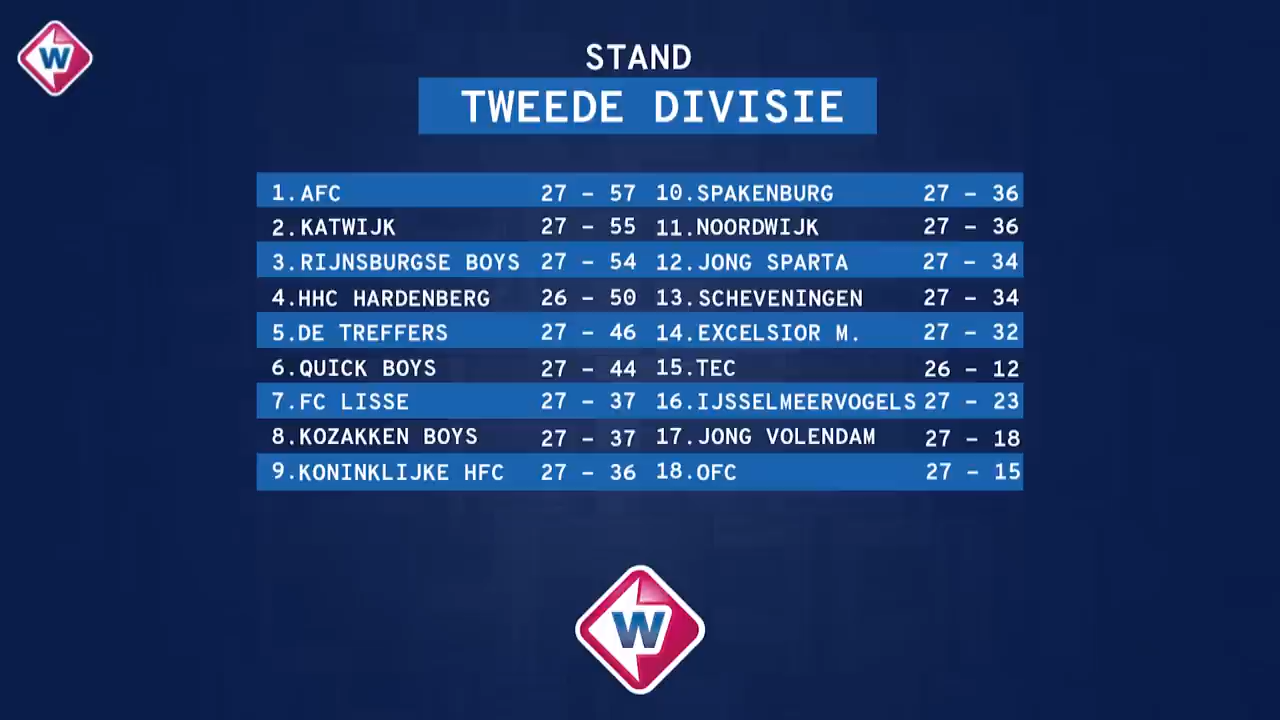 W
STAND
TWEEDE DIVISIE
1.AFC 27 - 57 10.SPAKENBURG 27 - 36
2.KATWIJK 27 - 55 11.NOORDWIJK 27 - 36
3.RIJNSBURGSE BOYS 27 - 54 12.JONG SPARTA 27 - 34
4.HHC HARDENBERG 26 - 50 13.SCHEVENINGEN 27 - 34
5.DE TREFFERS 27 - 46 14.EXCELSIOR M. 27 - 32
6.QUICK BOYS 27 - 44 15.TEC 26 - 12
7.FC LISSE 27 - 37 16.IJSSELMEERVOGELS 27 - 23
8.KOZAKKEN BOYS 27 - 37 17.JONG VOLENDAM 27 - 18
9.KONINKLIJKE HFC 27 - 36 18.OFC 27 - 15
W